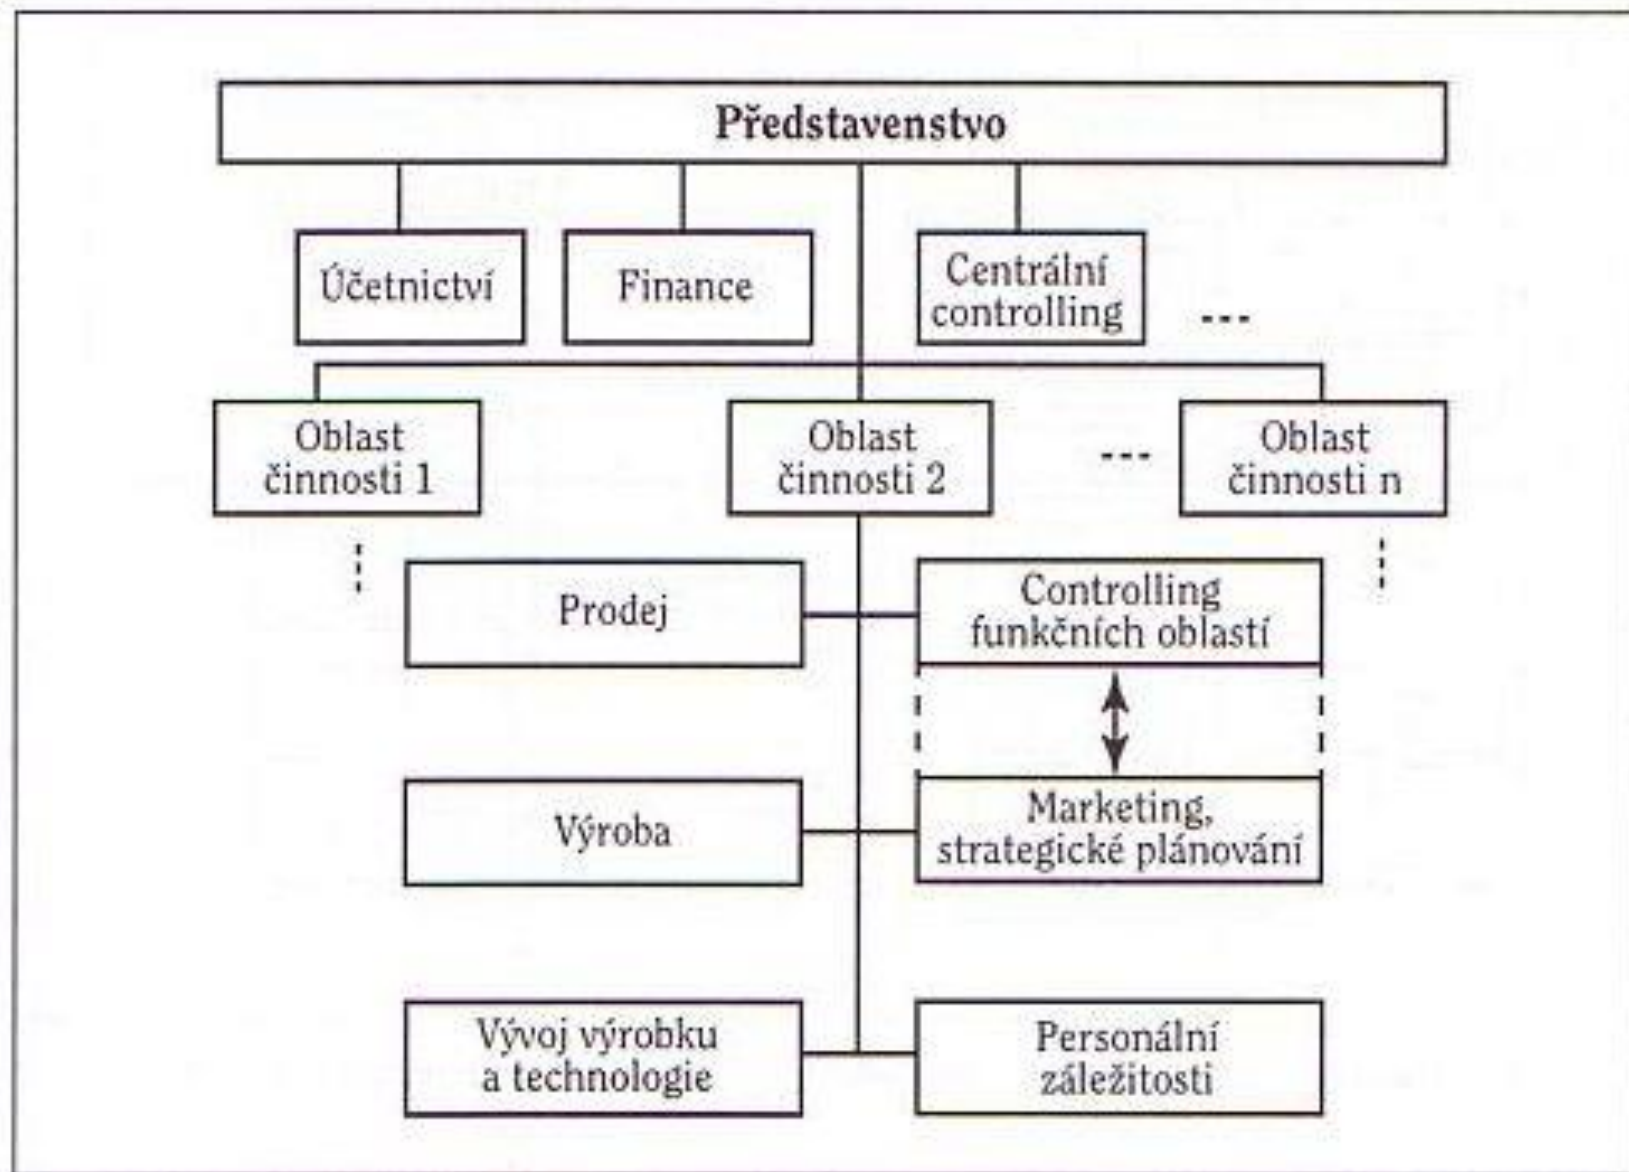 Představenstvo
Účetnictví
Finance
Centrální
controlling
Oblast
činnosti 1
Oblast
činnosti 2
Oblast
činnosti n
Prodej
Controlling
funkčních oblastí
Výroba
Marketing,
strategické plánování
Vývoj výrobku
a technologie
Personální
záležitosti